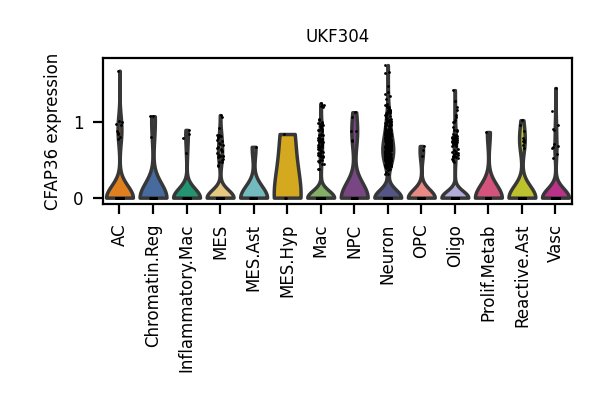 UKF304
CFAP36 expression
1
0
AC
Chromatin.Reg
Inflammatory.Mac
MES
MES.Ast
MES.Hyp
Mac
NPC
Neuron
OPC
Oligo
Prolif.Metab
Reactive.Ast
Vasc